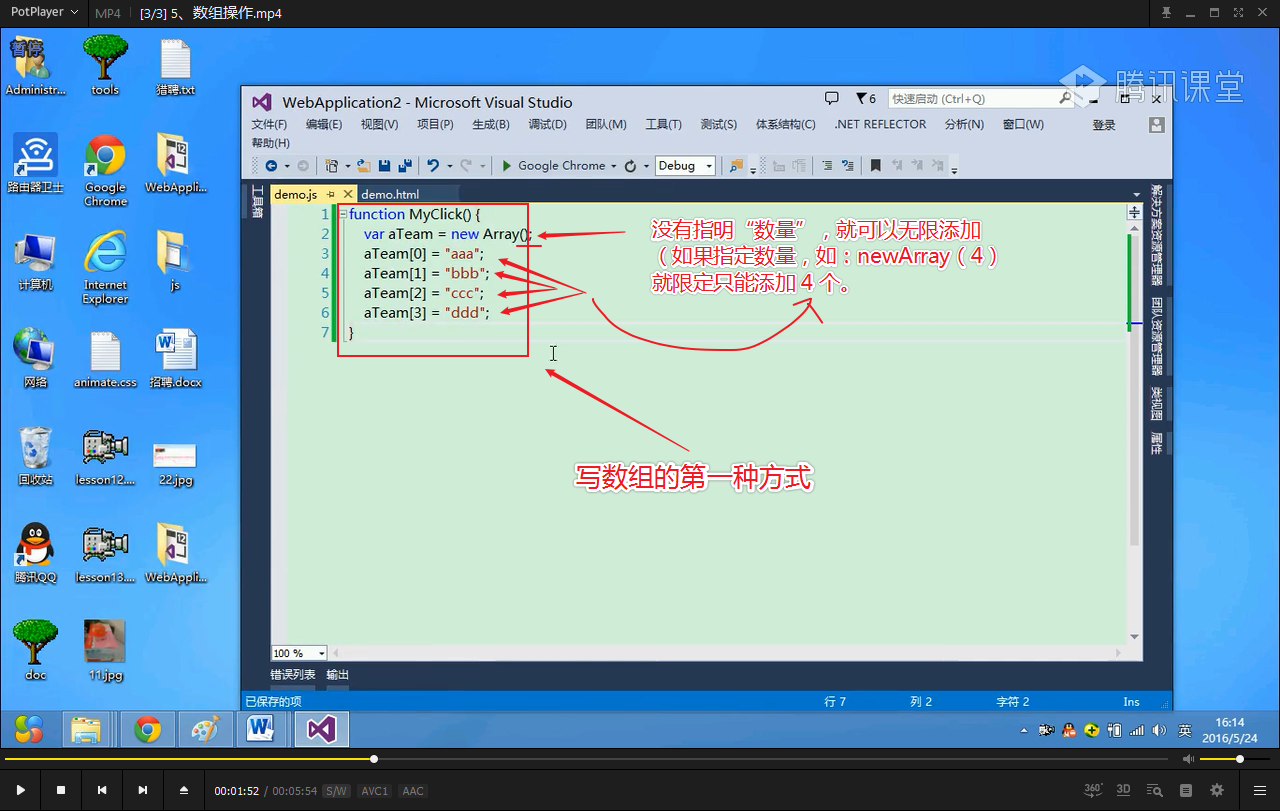 PotPlayer MP4 [3/3] 5、数组操作.mp4
暂停
Administr...
tools
猎聘.txt
路由器卫士
Google Chrome
WebAppli...
计算机
Internet Explorer
js
网络
animate.css
招聘.docx
回收站
lesson12....
22.jpg
腾讯QQ
lesson13....
WebAppli...
doc
11.jpg
腾讯课堂
WebApplication2 - Microsoft Visual Studio
6
快速启动 (Ctrl+Q)
文件(F) 编辑(E) 视图(V) 项目(P) 生成(B) 调试(D) 团队(M) 工具(T) 测试(S) 体系结构(C) .NET REFLECTOR 分析(N) 窗口(W) 登录
帮助(H)
Google Chrome Debug
工具箱
demo.js demo.html
1 function MyClick() {
2 var aTeam = new Array();
3 aTeam[0] = "aaa";
4 aTeam[1] = "bbb";
5 aTeam[2] = "ccc";
6 aTeam[3] = "ddd";
7 }
没有指明“数量”，就可以无限添加
（如果指定数量，如：newArray（4）
就限定只能添加 4 个。
写数组的第一种方式
解决方案资源管理器
团队资源管理器
类视图
属性
100 %
错误列表 输出
已保存的项 行 7 列 2 字符 2 Ins
英
16:14
2016/5/24
00:01:52 / 00:05:54 S/W AVC1 AAC
360° 3D